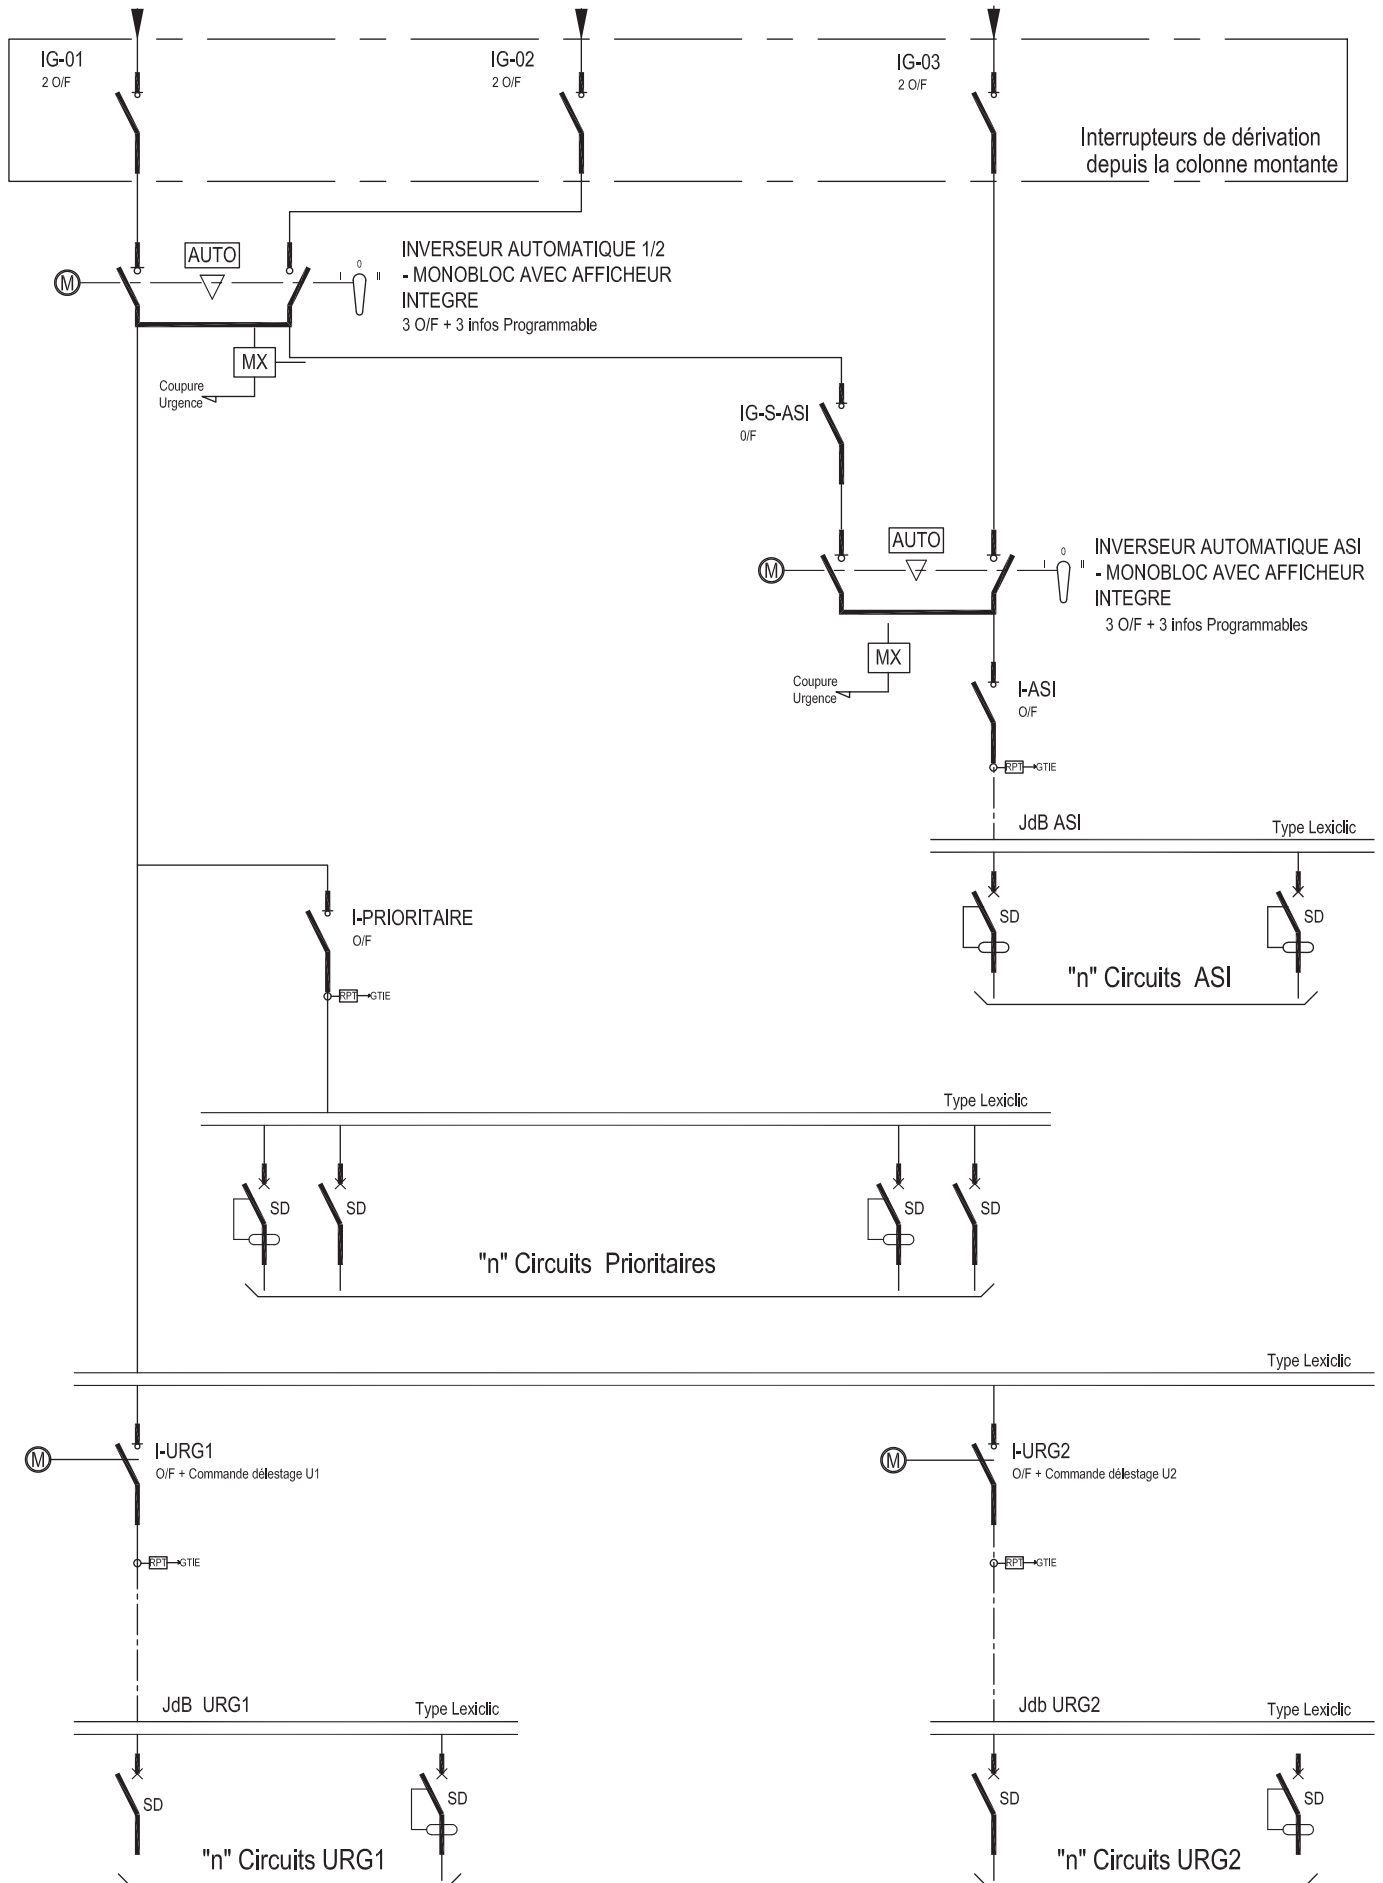 IG-01
2 O/F
IG-02
2 O/F
IG-03
2 O/F
Interrupteurs de dérivation
depuis la colonne montante
M
AUTO
I 0 II
INVERSEUR AUTOMATIQUE 1/2
- MONOBLOC AVEC AFFICHEUR
INTEGRE
3 O/F + 3 infos Programmable
MX
Coupure
Urgence
IG-S-ASI
0/F
M
AUTO
I 0 II
INVERSEUR AUTOMATIQUE ASI
- MONOBLOC AVEC AFFICHEUR
INTEGRE
3 O/F + 3 infos Programmables
MX
Coupure
Urgence
I-ASI
O/F
RPT GTIE
JdB ASI
Type Lexiclic
SD
SD
"n" Circuits ASI
I-PRIORITAIRE
O/F
RPT GTIE
Type Lexiclic
SD
SD
SD
SD
"n" Circuits Prioritaires
Type Lexiclic
M
I-URG1
O/F + Commande délestage U1
M
I-URG2
O/F + Commande délestage U2
RPT GTIE
RPT GTIE
JdB URG1
Type Lexiclic
Jdb URG2
Type Lexiclic
SD
SD
SD
SD
"n" Circuits URG1
"n" Circuits URG2